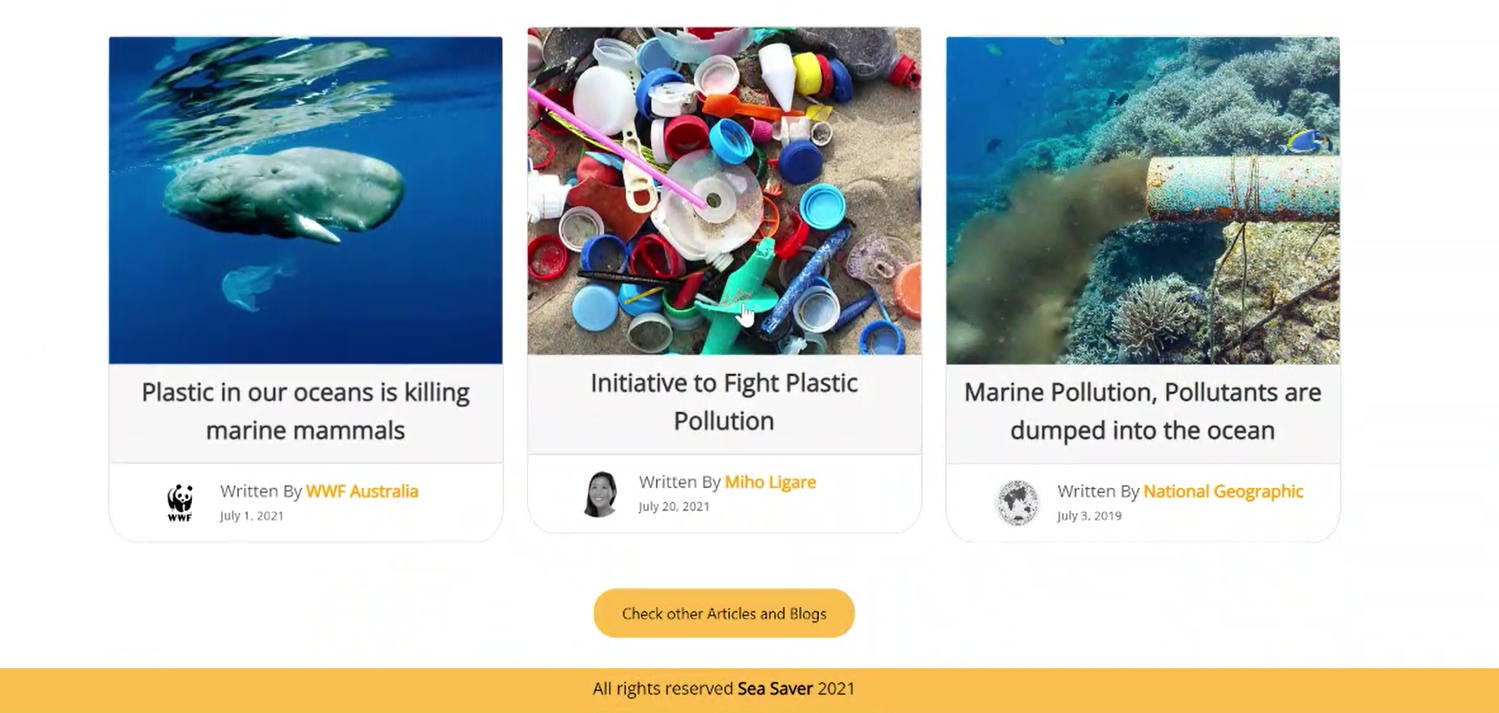 Plastic in our oceans is killing
marine mammals
WWF
Written By WWF Australia
July 1, 2021
Initiative to Fight Plastic
Pollution
Written By Miho Ligare
July 20, 2021
Marine Pollution, Pollutants are
dumped into the ocean
Written By National Geographic
July 3, 2019
Check other Articles and Blogs
All rights reserved Sea Saver 2021